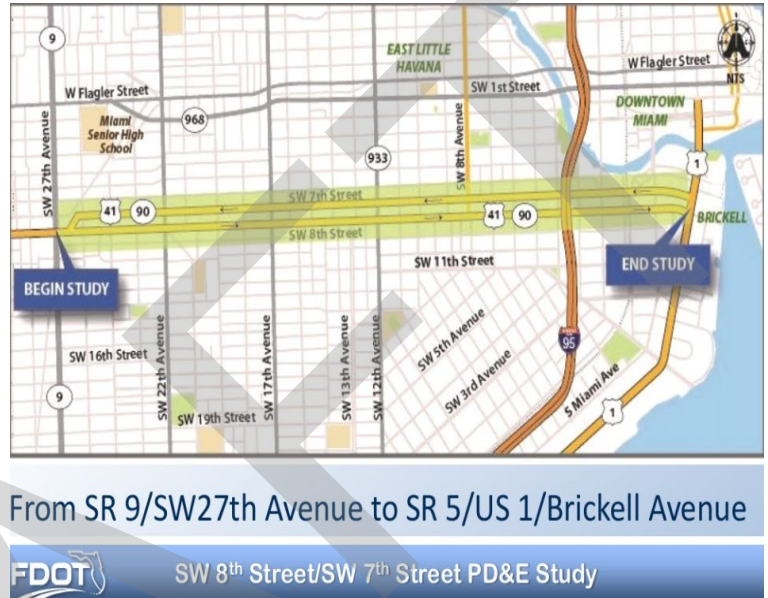 9
EAST LITTLE
HAVANA
W Flagler Street
NTS
W Flagler Street
SW 1st Street
DOWNTOWN
MIAMI
Miami
Senior High
School
968
SW 27th Avenue
933
SW 8th Avenue
1
SW 7th Street
41
90
41
90
BRICKELL
SW 8th Street
SW 11th Street
BEGIN STUDY
END STUDY
SW 5th Avenue
SW 16th Street
SW 22th Avenue
SW 17th Avenue
SW 13th Avenue
SW 12th Avenue
95
SW 3rd Avenue
S Miami Ave
9
SW 19th Street
1
From SR 9/SW27th Avenue to SR 5/US 1/Brickell Avenue
FDOT
SW 8th Street/SW 7th Street PD&E Study